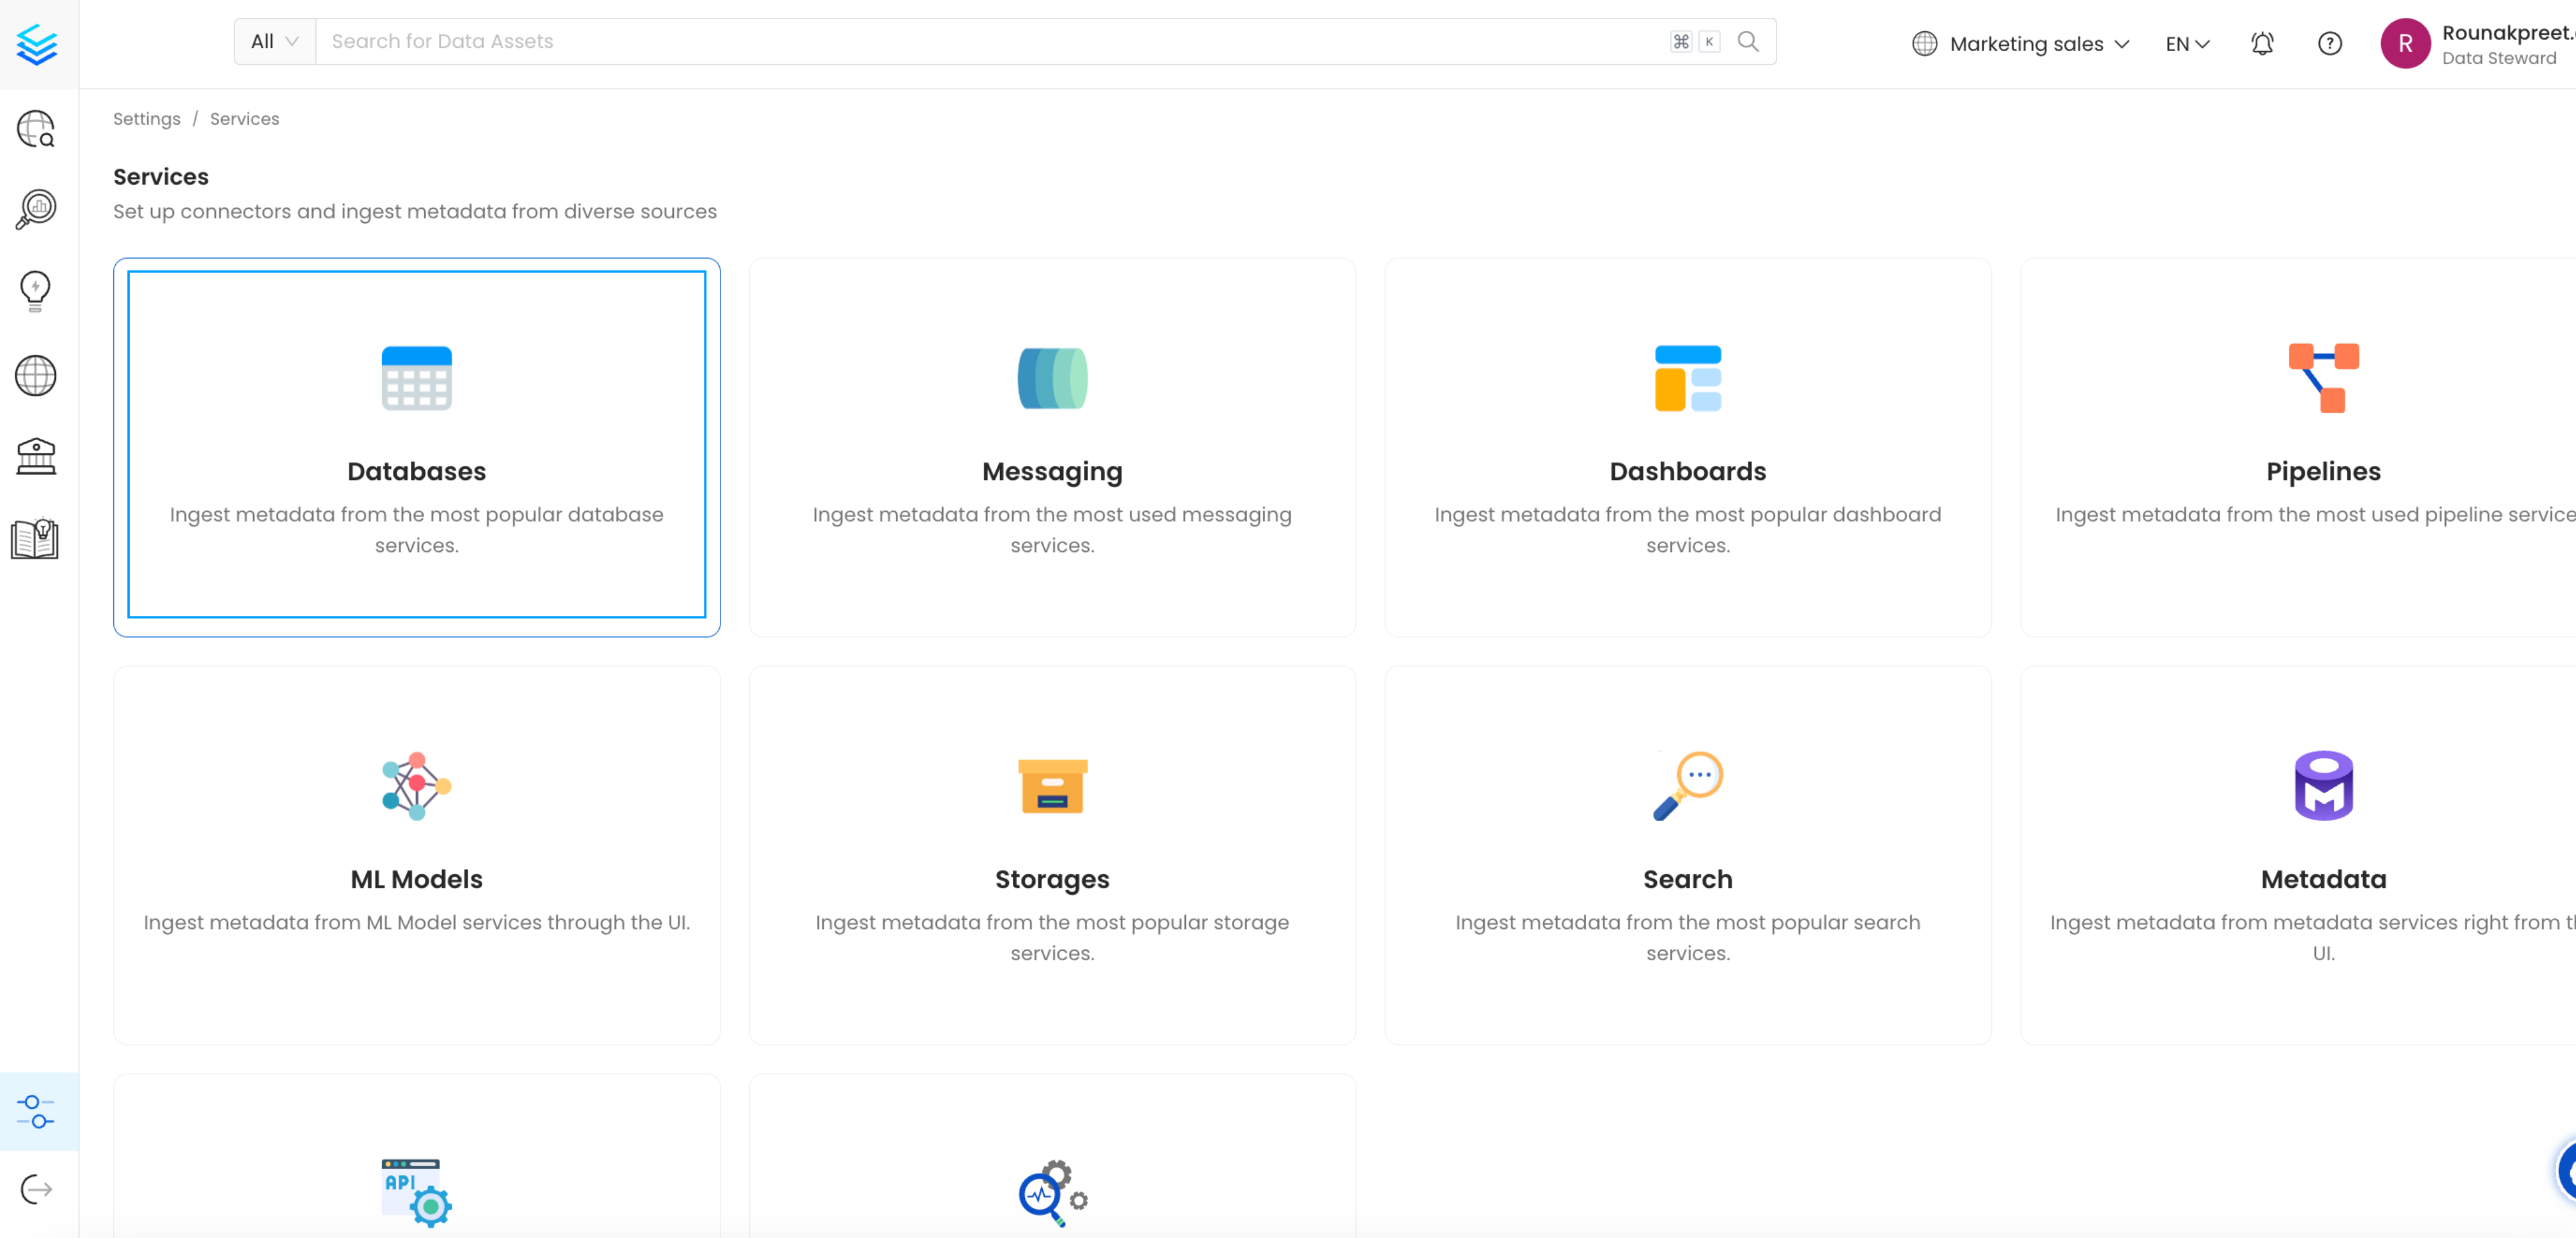 All
Search for Data Assets
⌘ K
Marketing sales
EN
R
Rounakpreet.
Data Steward
Settings / Services
Services
Set up connectors and ingest metadata from diverse sources
Databases
Ingest metadata from the most popular database
services.
Messaging
Ingest metadata from the most used messaging
services.
Dashboards
Ingest metadata from the most popular dashboard
services.
Pipelines
Ingest metadata from the most used pipeline service
ML Models
Ingest metadata from ML Model services through the UI.
Storages
Ingest metadata from the most popular storage
services.
Search
Ingest metadata from the most popular search
services.
Metadata
Ingest metadata from metadata services right from t
UI.
API